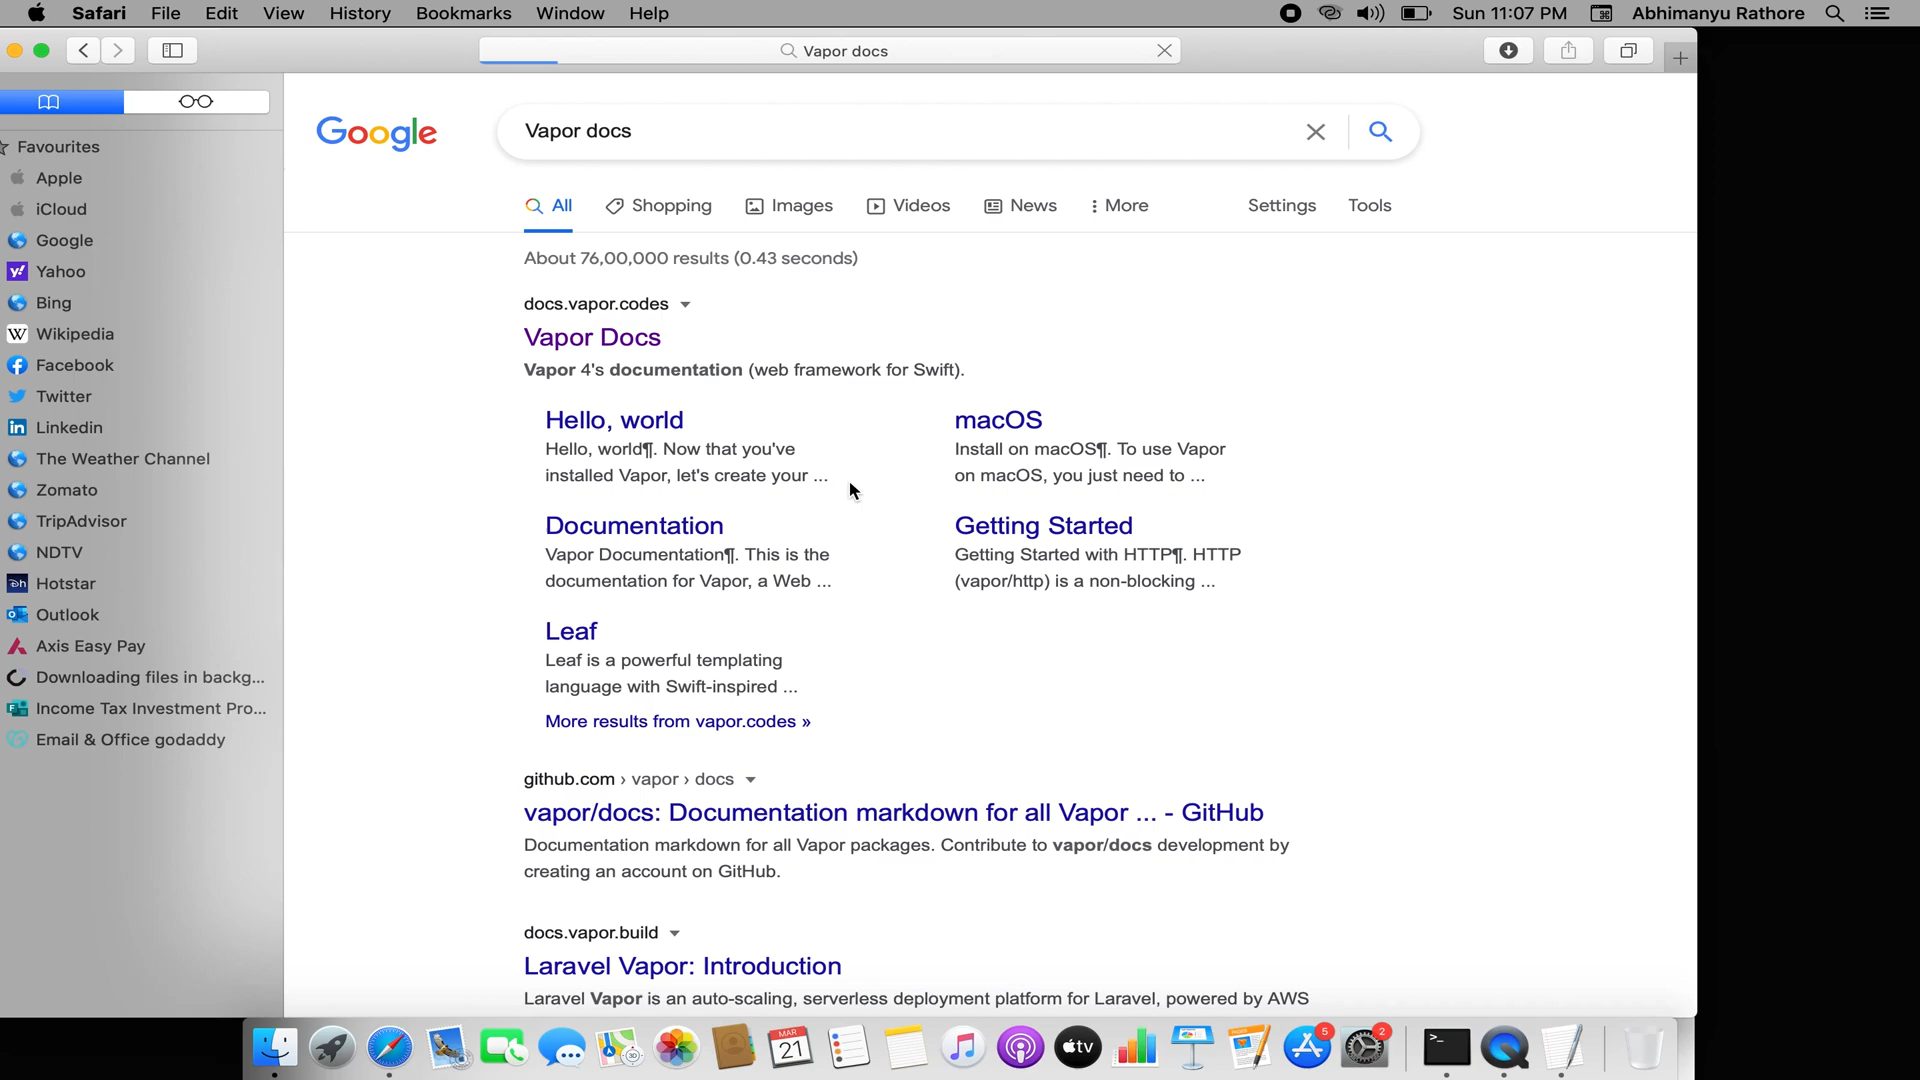 Safari File Edit View History Bookmarks Window Help Sun 11:07 PM Abhimanyu Rathore
Vapor docs
Favourites
Apple
iCloud
Google
Yahoo
Bing
Wikipedia
Facebook
Twitter
Linkedin
The Weather Channel
Zomato
TripAdvisor
NDTV
Hotstar
Outlook
Axis Easy Pay
Downloading files in backg...
Income Tax Investment Pro...
Email & Office godaddy
Google
Vapor docs
All Shopping Images Videos News More Settings Tools
About 76,00,000 results (0.43 seconds)
docs.vapor.codes
Vapor Docs
Vapor 4's documentation (web framework for Swift).
Hello, world
Hello, world¶. Now that you've
installed Vapor, let's create your ...
macOS
Install on macOS¶. To use Vapor
on macOS, you just need to ...
Documentation
Vapor Documentation¶. This is the
documentation for Vapor, a Web ...
Getting Started
Getting Started with HTTP¶. HTTP
(vapor/http) is a non-blocking ...
Leaf
Leaf is a powerful templating
language with Swift-inspired ...
More results from vapor.codes »
github.com › vapor › docs
vapor/docs: Documentation markdown for all Vapor ... - GitHub
Documentation markdown for all Vapor packages. Contribute to vapor/docs development by
creating an account on GitHub.
docs.vapor.build
Laravel Vapor: Introduction
Laravel Vapor is an auto-scaling, serverless deployment platform for Laravel, powered by AWS
MAR
21
3D
tv
5
2